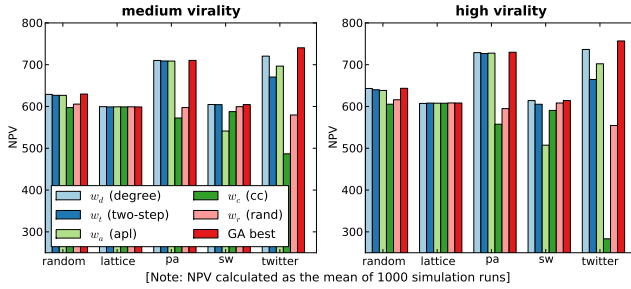 medium virality
high virality
800
700
600
500
400
300
NPV
w_d (degree)
w_t (two-step)
w_a (apl)
w_c (cc)
w_r (rand)
GA best
random lattice pa sw twitter
800
700
600
500
400
300
NPV
random lattice pa sw twitter
[Note: NPV calculated as the mean of 1000 simulation runs]